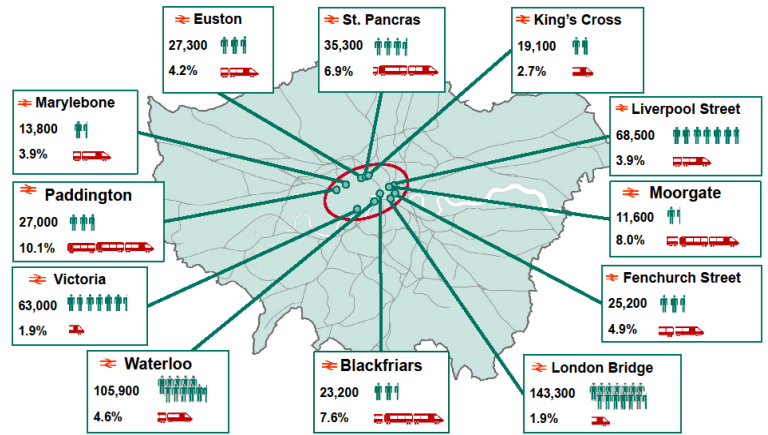 Euston
27,300
4.2%
St. Pancras
35,300
6.9%
King's Cross
19,100
2.7%
Marylebone
13,800
3.9%
Liverpool Street
68,500
3.9%
Paddington
27,000
10.1%
Moorgate
11,600
8.0%
Victoria
63,000
1.9%
Fenchurch Street
25,200
4.9%
Waterloo
105,900
4.6%
Blackfriars
23,200
7.6%
London Bridge
143,300
1.9%